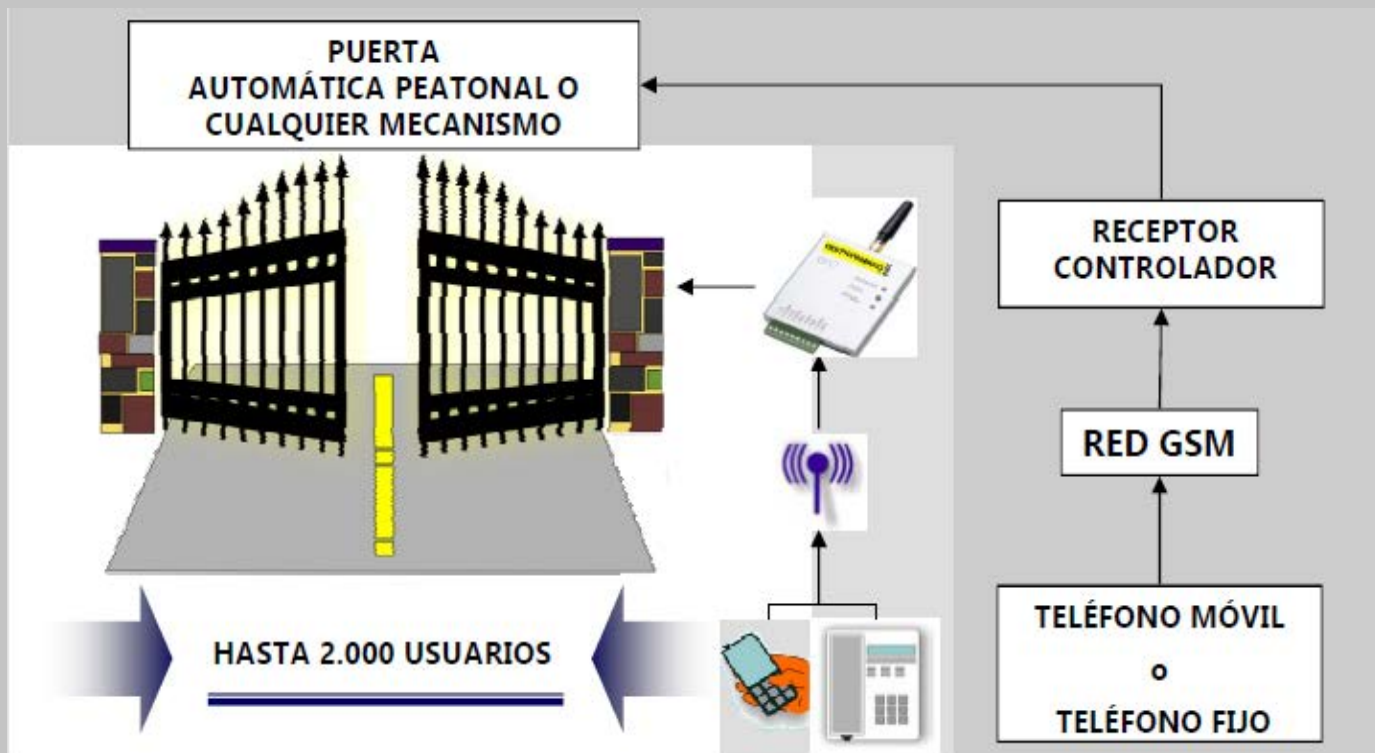 PUERTA
AUTOMÁTICA PEATONAL O
CUALQUIER MECANISMO
RECEPTOR
CONTROLADOR
RED GSM
TELÉFONO MÓVIL
o
TELÉFONO FIJO
HASTA 2.000 USUARIOS